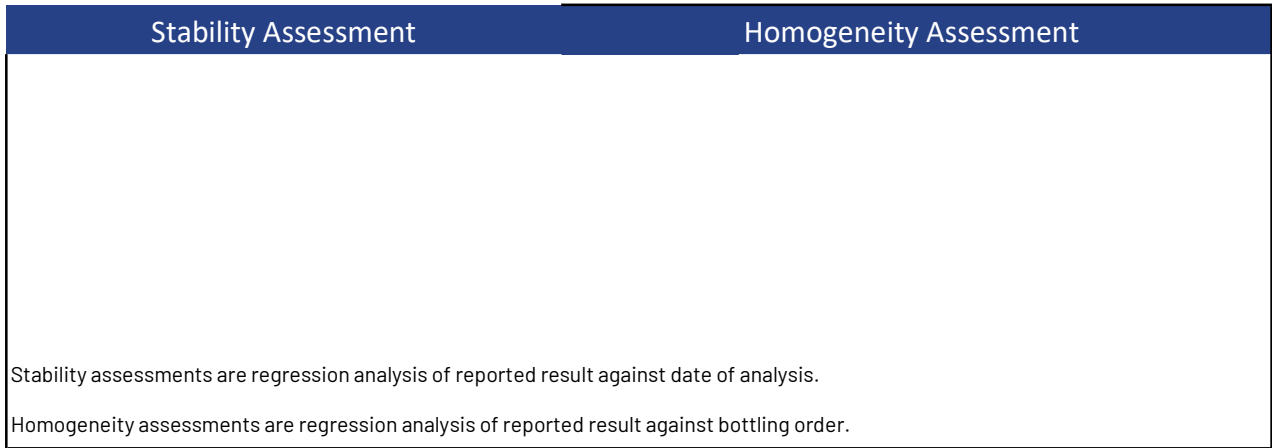 Stability Assessment
Homogeneity Assessment
Stability assessments are regression analysis of reported result against date of analysis.
Homogeneity assessments are regression analysis of reported result against bottling order.